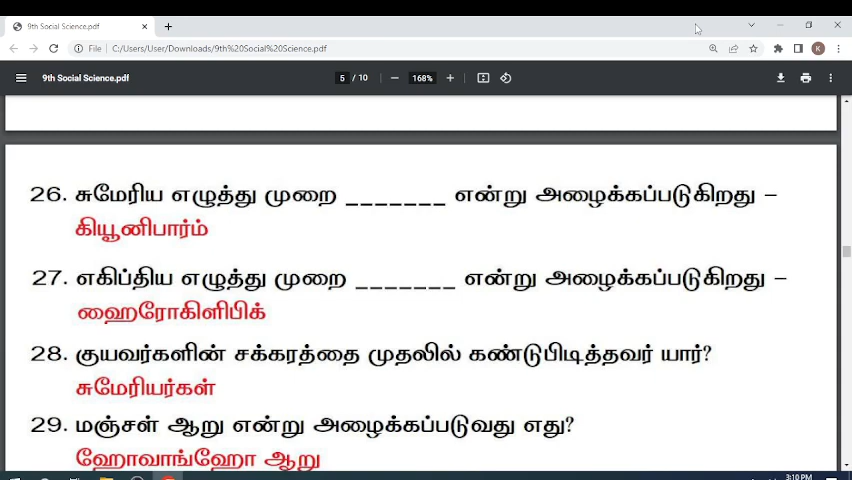 9th Social Science.pdf
File | C:/Users/User/Downloads/9th%20Social%20Science.pdf
K
9th Social Science.pdf
5 / 10
168%
26. சுமேரிய எழுத்து முறை _______ என்று அழைக்கப்படுகிறது –
கியூனிபார்ம்
27. எகிப்திய எழுத்து முறை _______ என்று அழைக்கப்படுகிறது –
ஹைரோகிளிபிக்
28. குயவர்களின் சக்கரத்தை முதலில் கண்டுபிடித்தவர் யார்?
சுமேரியர்கள்
29. மஞ்சள் ஆறு என்று அழைக்கப்படுவது எது?
ஹோவாங்ஹோ ஆறு
3:10 PM